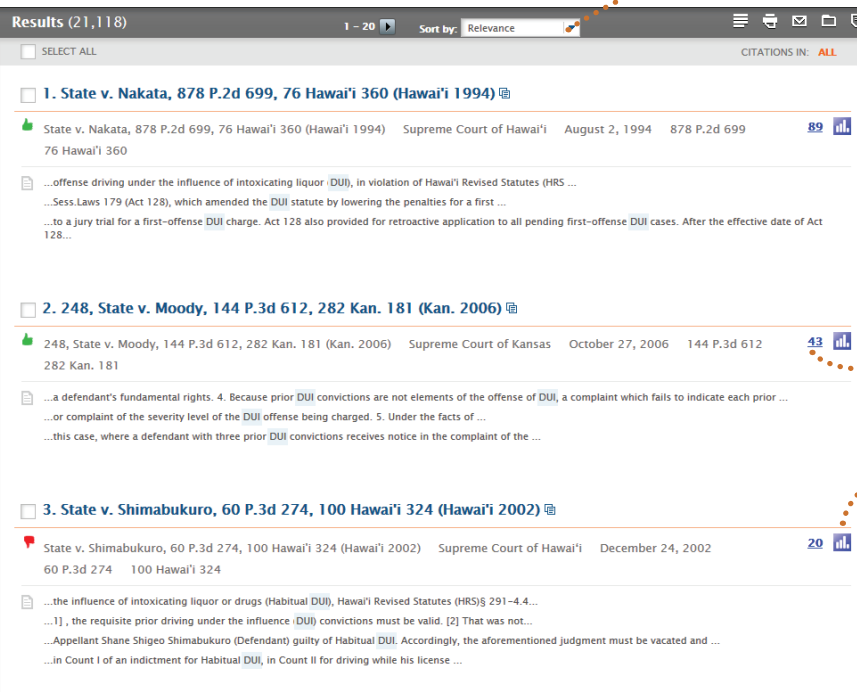 Results (21,118)
1 – 20
Sort by: Relevance
SELECT ALL
CITATIONS IN: ALL
1. State v. Nakata, 878 P.2d 699, 76 Hawai'i 360 (Hawai'i 1994)
State v. Nakata, 878 P.2d 699, 76 Hawai'i 360 (Hawai'i 1994) Supreme Court of Hawai‘i August 2, 1994 878 P.2d 699 89
76 Hawai'i 360
...offense driving under the influence of intoxicating liquor (DUI), in violation of Hawai'i Revised Statutes (HRS ...
...Sess.Laws 179 (Act 128), which amended the DUI statute by lowering the penalties for a first ...
...to a jury trial for a first-offense DUI charge. Act 128 also provided for retroactive application to all pending first-offense DUI cases. After the effective date of Act
128...
2. 248, State v. Moody, 144 P.3d 612, 282 Kan. 181 (Kan. 2006)
248, State v. Moody, 144 P.3d 612, 282 Kan. 181 (Kan. 2006) Supreme Court of Kansas October 27, 2006 144 P.3d 612 43
282 Kan. 181
...a defendant's fundamental rights. 4. Because prior DUI convictions are not elements of the offense of DUI, a complaint which fails to indicate each prior ...
...or complaint of the severity level of the DUI offense being charged. 5. Under the facts of ...
...this case, where a defendant with three prior DUI convictions receives notice in the complaint of the ...
3. State v. Shimabukuro, 60 P.3d 274, 100 Hawai'i 324 (Hawai'i 2002)
State v. Shimabukuro, 60 P.3d 274, 100 Hawai'i 324 (Hawai'i 2002) Supreme Court of Hawai‘i December 24, 2002 20
60 P.3d 274 100 Hawai'i 324
...the influence of intoxicating liquor or drugs (Habitual DUI), Hawai'i Revised Statutes (HRS)§ 291-4.4...
...1] , the requisite prior driving under the influence (DUI) convictions must be valid. [2] That was not...
...Appellant Shane Shigeo Shimabukuro (Defendant) guilty of Habitual DUI. Accordingly, the aforementioned judgment must be vacated and ...
...in Count I of an indictment for Habitual DUI, in Count II for driving while his license ...